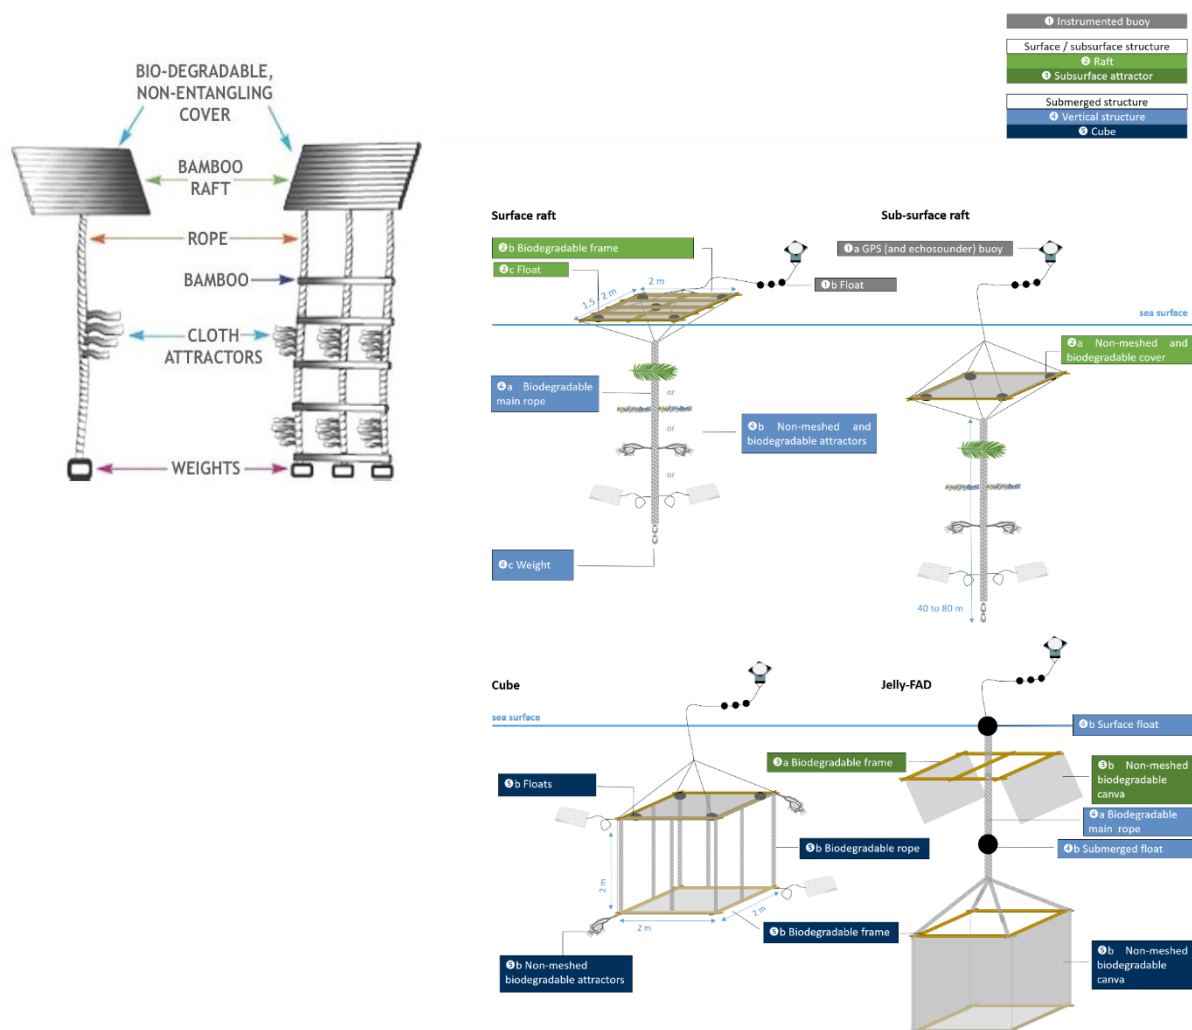 BIO-DEGRADABLE,
NON-ENTANGLING
COVER
BAMBOO
RAFT
ROPE
BAMBOO
CLOTH
ATTRACTORS
WEIGHTS
❶ Instrumented buoy
Surface / subsurface structure
❷ Raft
❸ Subsurface attractor
Submerged structure
❹ Vertical structure
❺ Cube
Surface raft
❷b Biodegradable frame
❷c Float
1.5 - 2 m
2 m
❶b Float
❹a Biodegradable
main rope
or
or
or
❹b Non-meshed and
biodegradable attractors
❹c Weight
Sub-surface raft
❶a GPS (and echosounder) buoy
sea surface
❷a Non-meshed and
biodegradable cover
40 to 80 m
Cube
sea surface
❺b Floats
❺b Biodegradable rope
2 m
2 m
2 m
❺b Biodegradable frame
❺b Non-meshed
biodegradable attractors
Jelly-FAD
❹b Surface float
❸a Biodegradable frame
❸b Non-meshed
biodegradable
canva
❹a Biodegradable
main rope
❹b Submerged float
❺b Non-meshed
biodegradable
canva